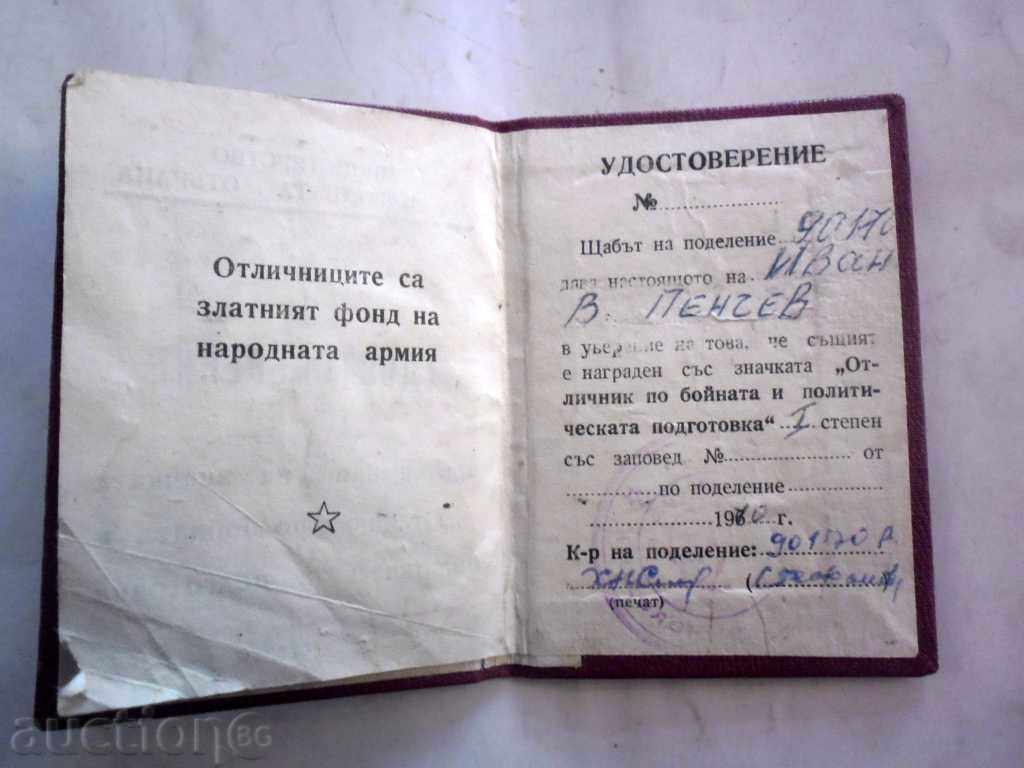 Отличниците са
златният фонд на
народната армия
УДОСТОВЕРЕНИЕ
№
Щабът на поделение 90170
дава настоящото на Иван
В. ПЕНЧЕВ
в уверение на това, че същият
е награден със значката „От-
личник по бойната и полити-
ческата подготовка“ I степен
със заповед № от
по поделение
1970 г.
К-р на поделение: 90170
(печат)
auction BG